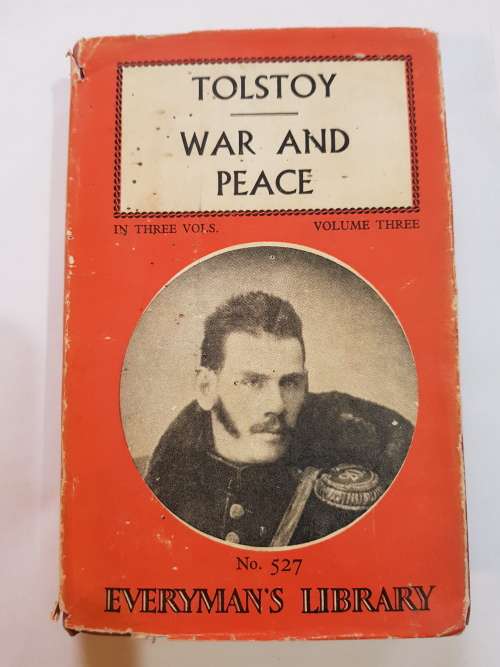 TOLSTOY
WAR AND
PEACE
IN THREE VOLS. VOLUME THREE
No. 527
EVERYMAN'S LIBRARY